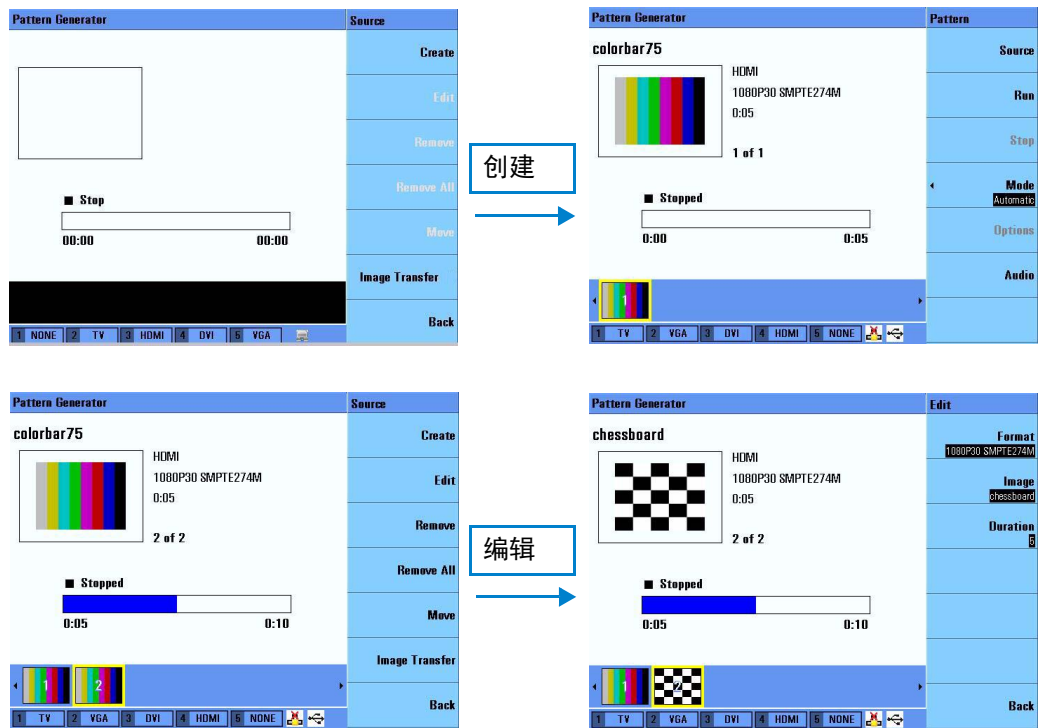 Pattern Generator
Source
Create
Edit
Remove
Remove All
Move
Image Transfer
Back
Stop
00:00 00:00
1 NONE 2 TV 3 HDMI 4 DVI 5 VGA
创建
Pattern Generator
Pattern
colorbar75
HDMI
1080P30 SMPTE274M
0:05
1 of 1
Stopped
0:00 0:05
Source
Run
Stop
Mode
Automatic
Options
Audio
1
1 TV 2 VGA 3 DVI 4 HDMI 5 NONE
Pattern Generator
Source
colorbar75
HDMI
1080P30 SMPTE274M
0:05
2 of 2
Stopped
0:05 0:10
Create
Edit
Remove
Remove All
Move
Image Transfer
Back
1 2
1 TV 2 VGA 3 DVI 4 HDMI 5 NONE
编辑
Pattern Generator
Edit
chessboard
HDMI
1080P30 SMPTE274M
0:05
2 of 2
Stopped
0:05 0:10
Format
1080P30 SMPTE274M
Image
chessboard
Duration
5
Back
1 2
1 TV 2 VGA 3 DVI 4 HDMI 5 NONE